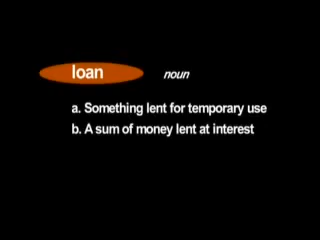 loan noun
a. Something lent for temporary use
b. A sum of money lent at interest